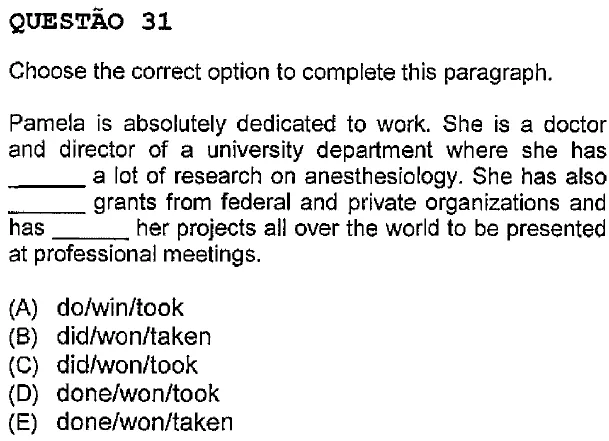 QUESTÃO 31
Choose the correct option to complete this paragraph.
Pamela is absolutely dedicated to work. She is a doctor
and director of a university department where she has
______ a lot of research on anesthesiology. She has also
______ grants from federal and private organizations and
has ______ her projects all over the world to be presented
at professional meetings.
(A) do/win/took
(B) did/won/taken
(C) did/won/took
(D) done/won/took
(E) done/won/taken